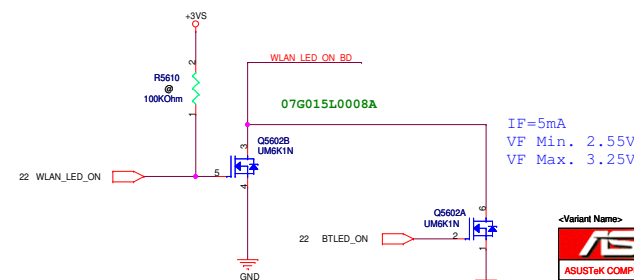 +3VS
WLAN_LED_ON_BD
2
R5610
@
100KOhm
07G015L0008A
1
IF=5mA
VF Min. 2.55V
VF Max. 3.25V
3
Q5602B
UM6K1N
22 WLAN_LED_ON
5
4
6
Q5602A
UM6K1N
<Variant Name>
22 BTLED_ON
2
1
GND
ASUSTeK COMP